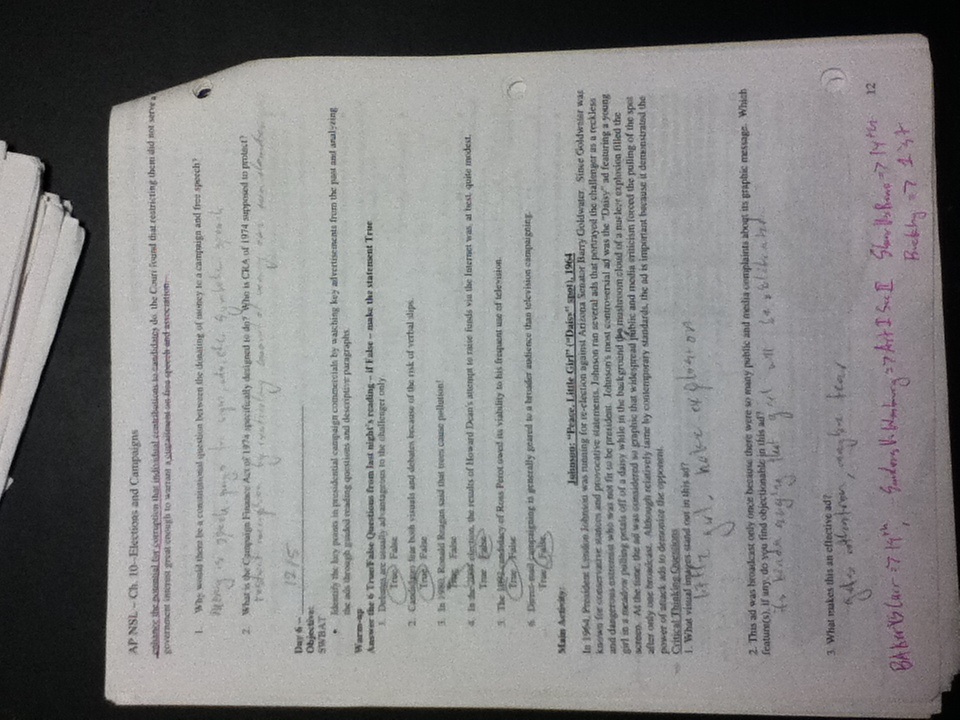 AP NSL – Ch. 10--Elections and Campaigns
enhance the potential for corruption that individual contributions to candidates do, the Court found that restricting them did not serve a
government interest great enough to warrant a curtailment on free speech and association.
1. Why would there be a constitutional question between the donating of money to a campaign and free speech?
Money is speech, pays for signs, ads, etc. symbolic speech
2. What is the Campaign Finance Act of 1974 specifically designed to do? Who is CRA of 1974 supposed to protect?
by amount of money
Day 6 – 12/5
Objective:
SWBAT
• Identify the key points in presidential campaign commercials by watching key advertisements from the past and analyzing
the ads through guided reading questions and descriptive paragraphs.
Warm-up
Answer the 6 True/False Questions from last night's reading – if False – make the statement True
1. Debates are usually advantageous to the challenger only.
True False
2. Candidates fear both visuals and debates because of the risk of verbal slips.
True False
3. In 1980, Ronald Reagan said that trees cause pollution!
True False
4. In the 2004 election, the results of Howard Dean's attempt to raise funds via the Internet was, at best, quite modest.
True False
5. The 1992 candidacy of Ross Perot owed its viability to his frequent use of television.
True False
6. Direct-mail campaigning is generally geared to a broader audience than television campaigning.
True False
Main Activity:
Johnson: "Peace, Little Girl" ("Daisy" spot), 1964
In 1964, President Lyndon Johnson was running for re-election against Arizona Senator Barry Goldwater. Since Goldwater was
known for conservative stances and provocative statements, Johnson ran several ads that portrayed the challenger as a reckless
and dangerous extremist who was not fit to be president. Johnson's most controversial ad was the "Daisy" ad featuring a young
girl in a meadow pulling petals off of a daisy while in the background the mushroom cloud of a nuclear explosion filled the
screen. At the time, the ad was considered so graphic that widespread public and media criticism forced the pulling of the spot
after only one broadcast. Although relatively tame by contemporary standards, the ad is important because it demonstrated the
power of attack ads to demonize the opponent.
Critical Thinking Questions
1. What visual images stand out in this ad?
little girl, nuke explosion
2. This ad was broadcast only once because there were so many public and media complaints about its graphic message. Which
feature(s), if any, do you find objectionable in this ad?
its kinda saying that girl will be obliterated
3. What makes this an effective ad?
gets attention, maybe fear
12
BAker VS Carr => 14th, => Art I Sec II Shaw Vs Reno => 14th
Buckley => 1st